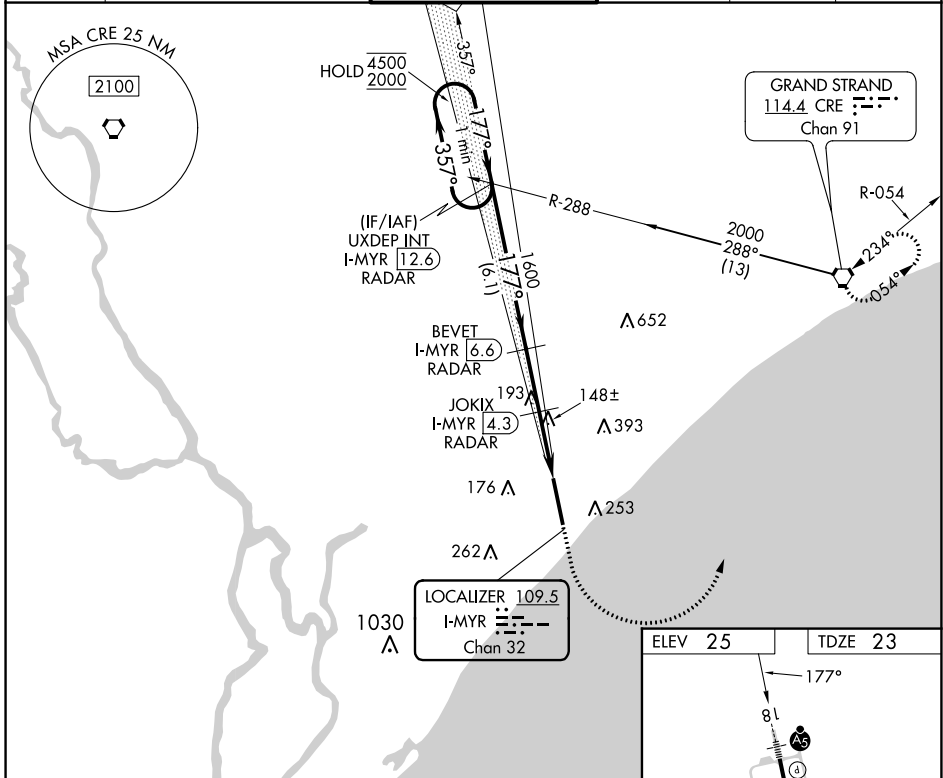 MSA CRE 25 NM
2100
HOLD 4500
2000
357°
177°
1 min
357°
GRAND STRAND
114.4 CRE
Chan 91
R-054
234°
054°
R-288
2000
288°
(13)
(IF/IAF)
UXDEP INT
I-MYR 12.6
RADAR
1600
177°
(6.1)
652
BEVET
I-MYR 6.6
RADAR
193
148±
JOKIX
I-MYR 4.3
RADAR
393
176
253
262
LOCALIZER 109.5
I-MYR
Chan 32
1030
ELEV 25
TDZE 23
177°
18
A5
P